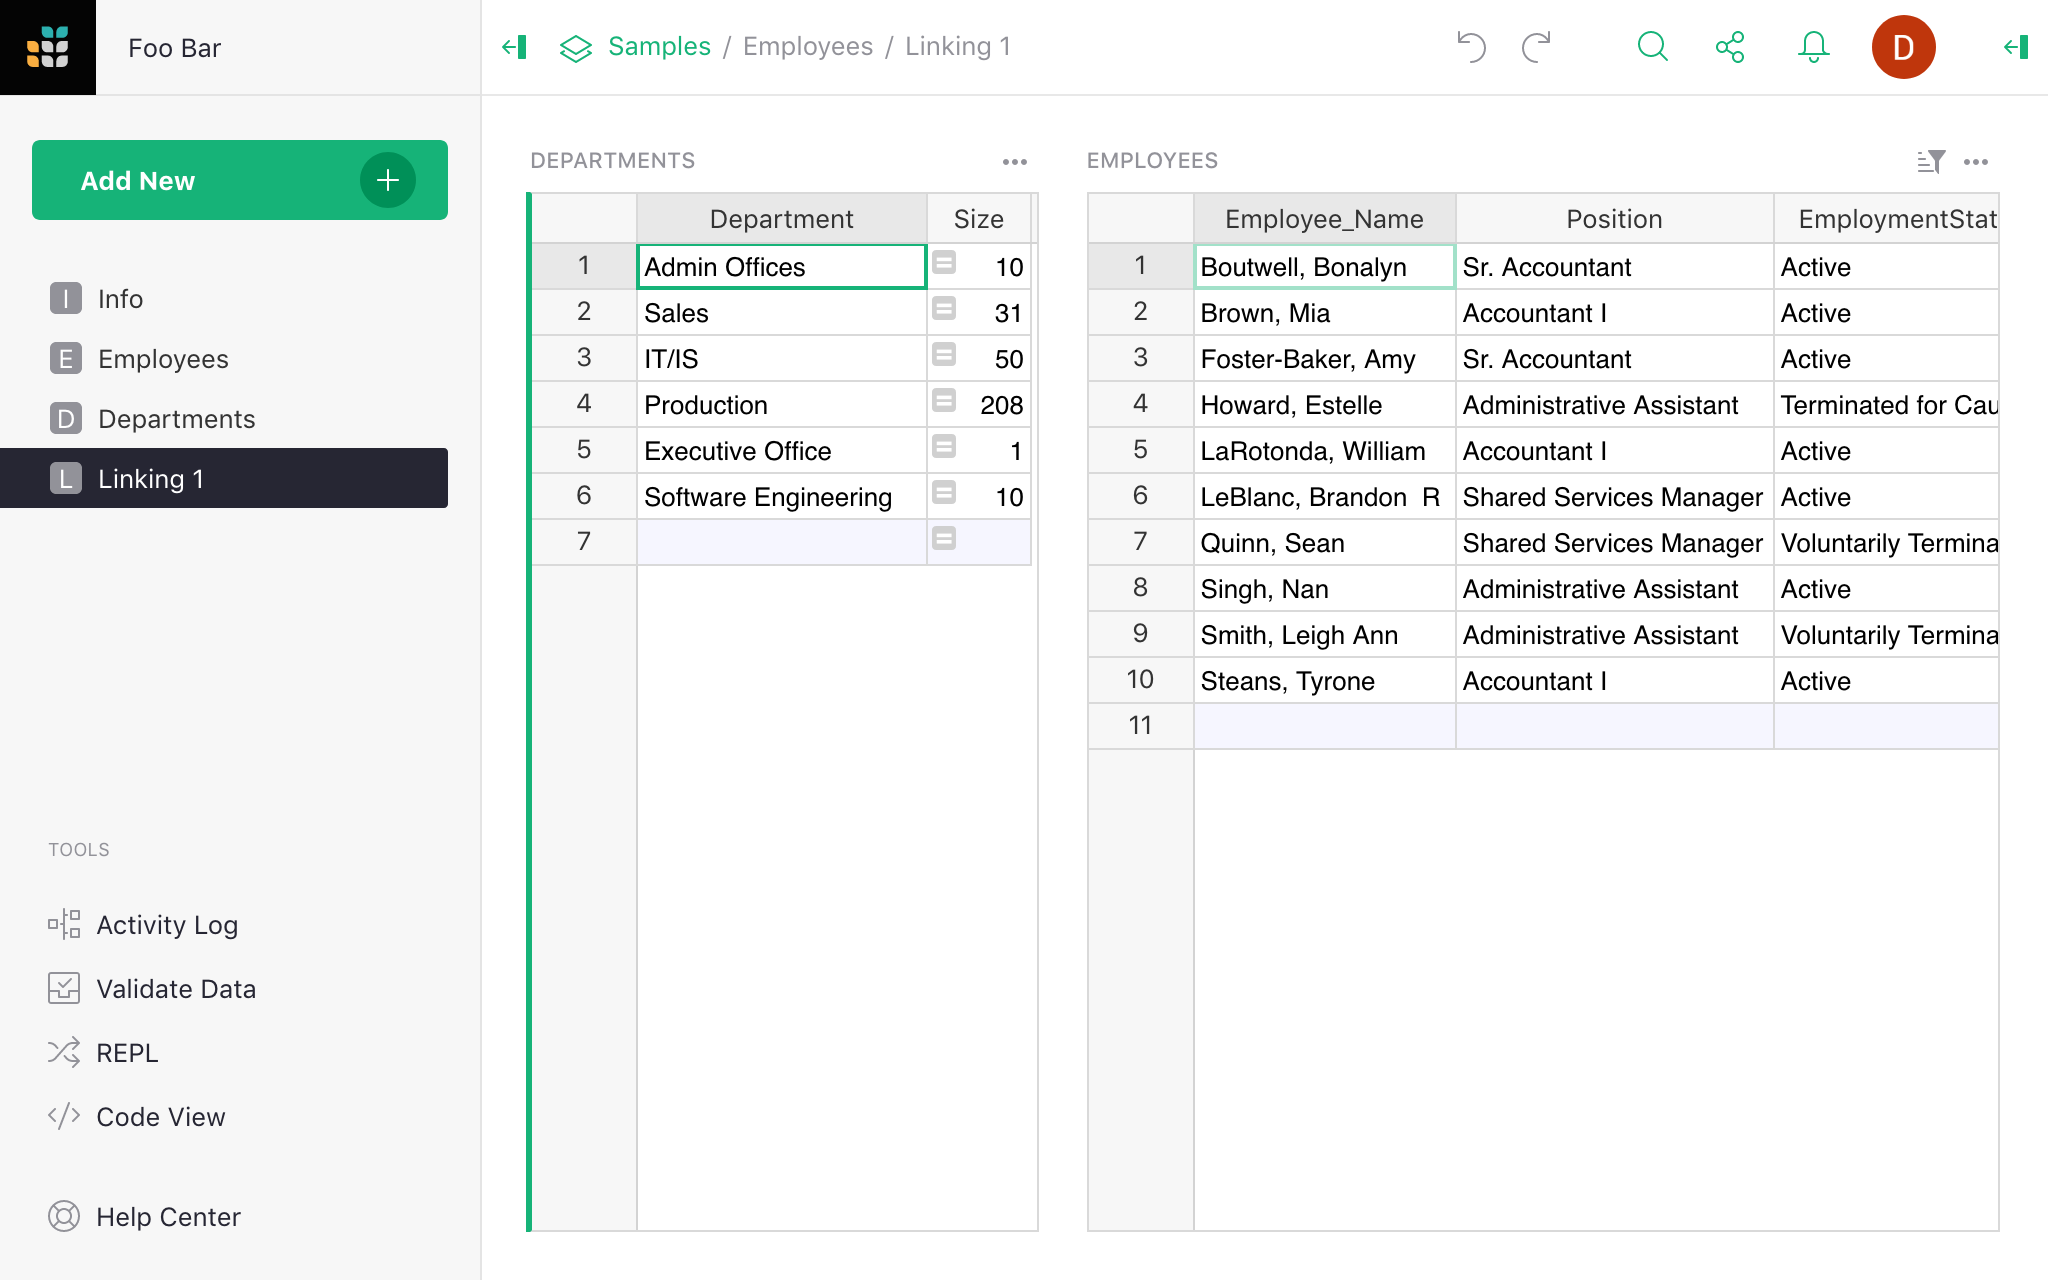 Foo Bar
Samples / Employees / Linking 1
D
Add New
I Info
E Employees
D Departments
L Linking 1
TOOLS
Activity Log
Validate Data
REPL
Code View
Help Center
DEPARTMENTS
Department Size
1 Admin Offices 10
2 Sales 31
3 IT/IS 50
4 Production 208
5 Executive Office 1
6 Software Engineering 10
7
EMPLOYEES
Employee_Name Position EmploymentStat
1 Boutwell, Bonalyn Sr. Accountant Active
2 Brown, Mia Accountant I Active
3 Foster-Baker, Amy Sr. Accountant Active
4 Howard, Estelle Administrative Assistant Terminated for Cau
5 LaRotonda, William Accountant I Active
6 LeBlanc, Brandon  R Shared Services Manager Active
7 Quinn, Sean Shared Services Manager Voluntarily Termina
8 Singh, Nan Administrative Assistant Active
9 Smith, Leigh Ann Administrative Assistant Voluntarily Termina
10 Steans, Tyrone Accountant I Active
11